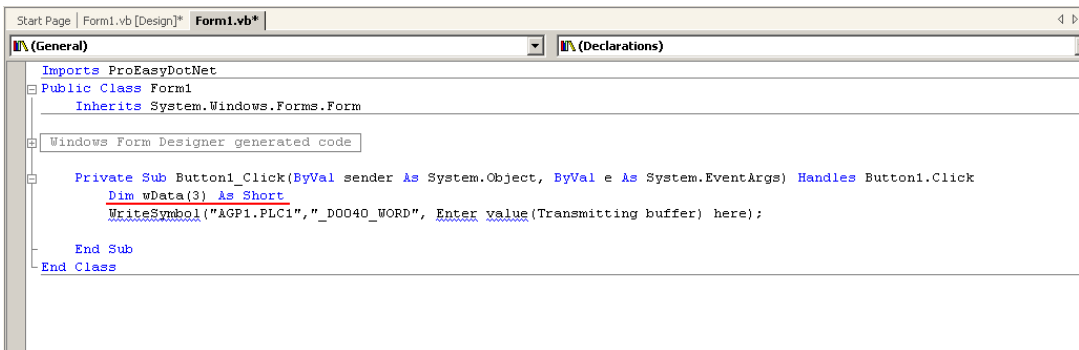 Start Page Form1.vb [Design]* Form1.vb*
(General) (Declarations)
Imports ProEasyDotNet
Public Class Form1
Inherits System.Windows.Forms.Form
Windows Form Designer generated code
Private Sub Button1_Click(ByVal sender As System.Object, ByVal e As System.EventArgs) Handles Button1.Click
Dim wData(3) As Short
WriteSymbol("AGP1.PLC1","_D0040_WORD", Enter value(Transmitting buffer) here);
End Sub
End Class